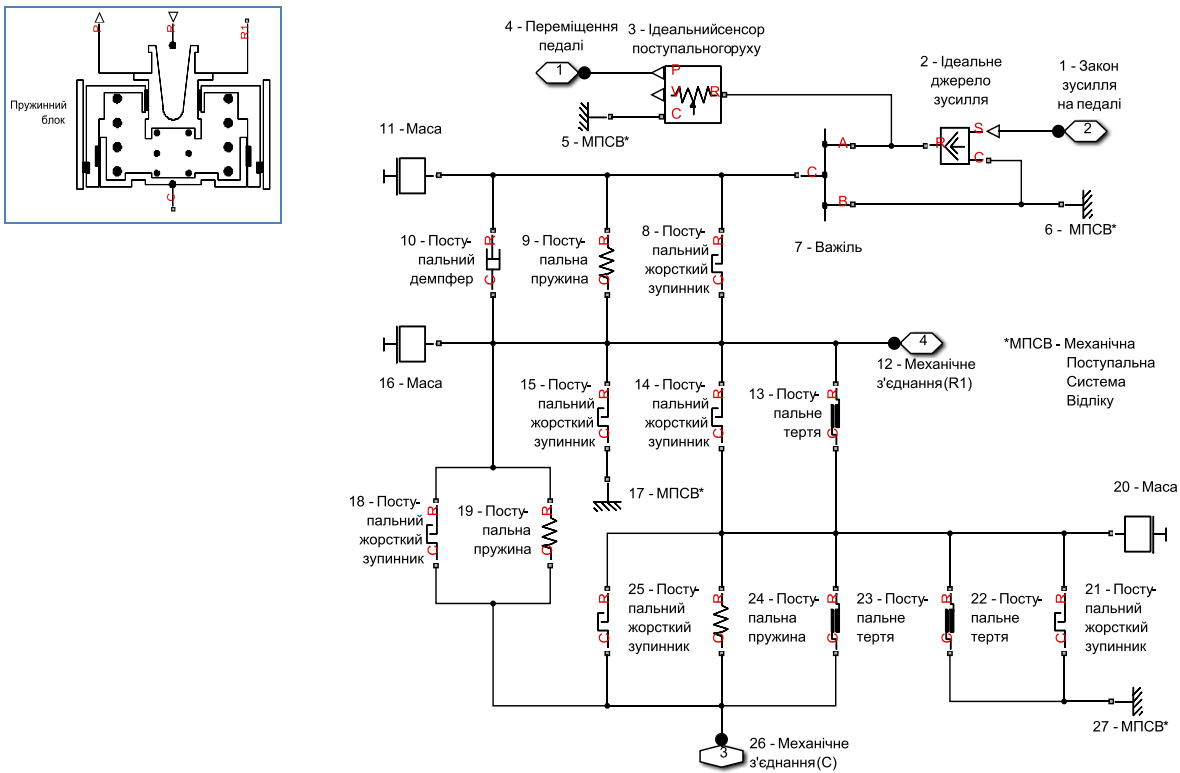 R
R
R1
Пружинний
блок
C
4 - Переміщення
педалі
1
3 - Ідеальнийсенсор
поступальногоруху
P
V
R
C
5 - МПСВ*
2 - Ідеальне
джерело
зусилля
1 - Закон
зусилля
на педалі
S
R
C
2
A
C
B
6 - МПСВ*
7 - Важіль
11 - Маса
10 - Посту-
пальний
демпфер
R
C
9 - Посту-
пальна
пружина
R
C
8 - Посту-
пальний
жорсткий
зупинник
R
C
16 - Маса
4
12 - Механічне
з'єднання(R1)
*МПСВ - Механічна
Поступальна
Система
Відліку
15 - Посту-
пальний
жорсткий
зупинник
R
C
14 - Посту-
пальний
жорсткий
зупинник
R
C
13 - Посту-
пальне
тертя
R
C
17 - МПСВ*
18 - Посту-
пальний
жорсткий
зупинник
R
C
19 - Посту-
пальна
пружина
R
C
20 - Маса
25 - Посту-
пальний
жорсткий
зупинник
R
C
24 - Посту-
пальна
пружина
R
C
23 - Посту-
пальне
тертя
R
C
22 - Посту-
пальне
тертя
R
C
21 - Посту-
пальний
жорсткий
зупинник
R
C
27 - МПСВ*
3
26 - Механічне
з'єднання(C)